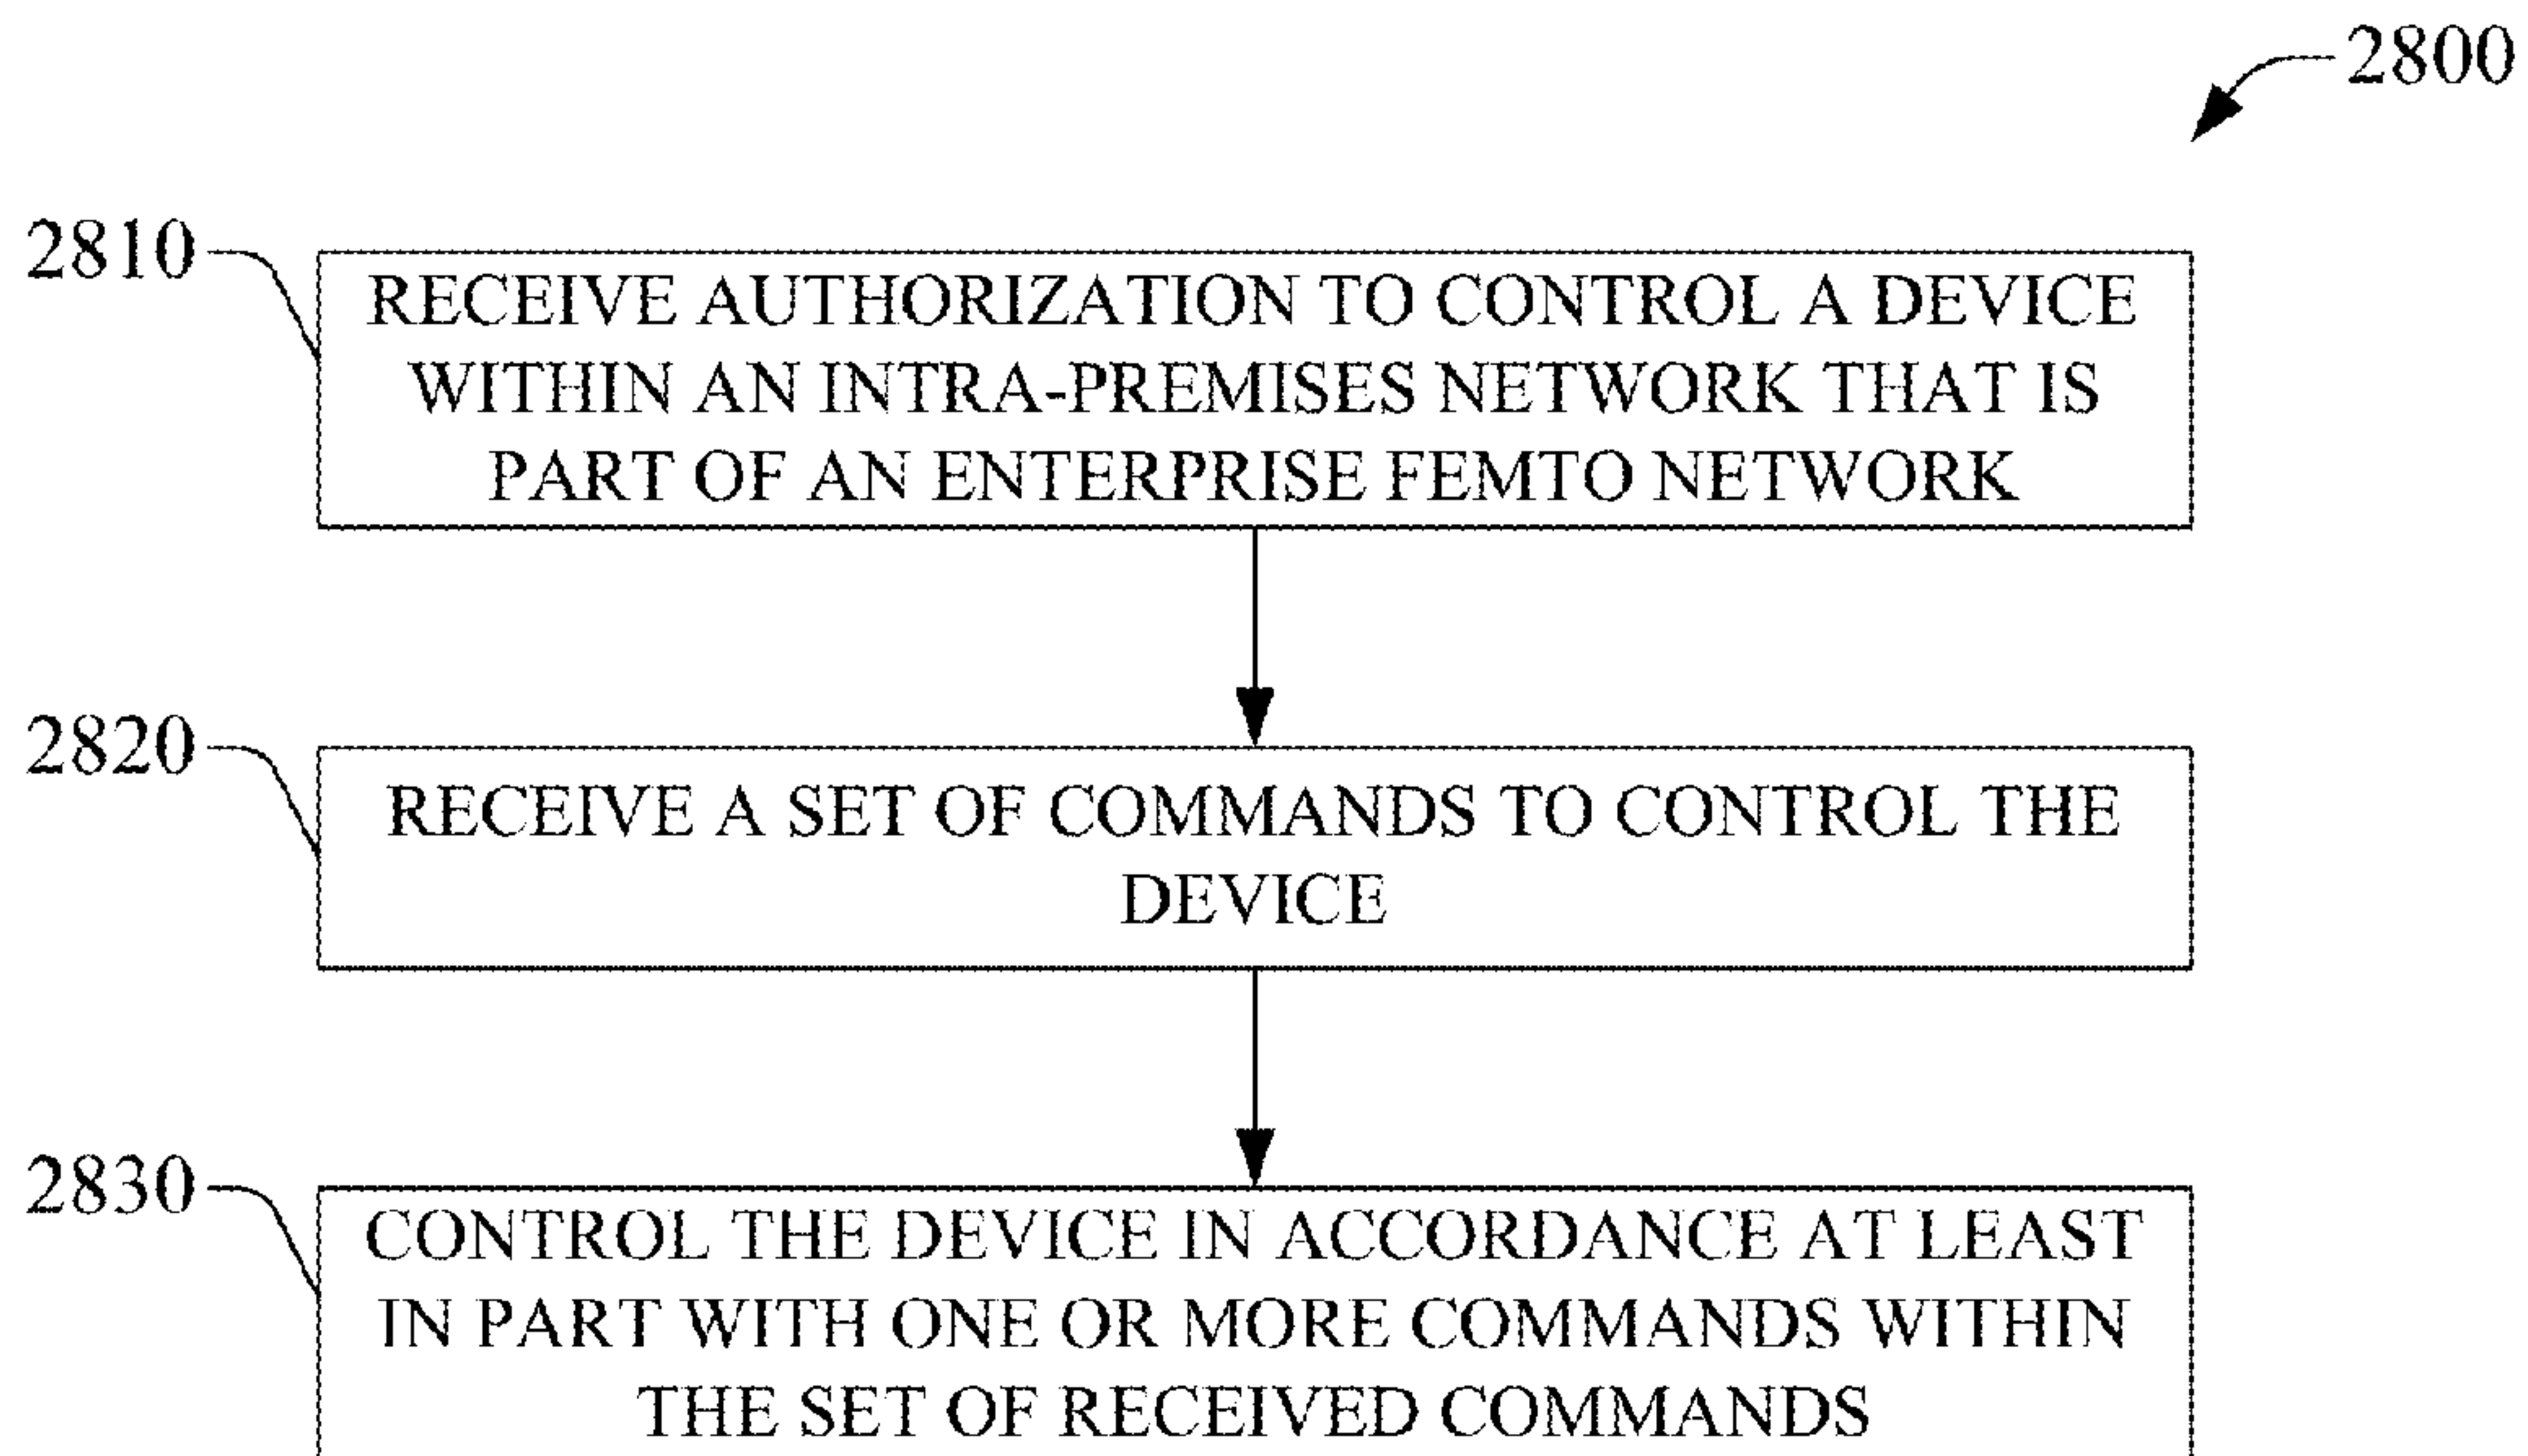 2800
2810
RECEIVE AUTHORIZATION TO CONTROL A DEVICE
WITHIN AN INTRA-PREMISES NETWORK THAT IS
PART OF AN ENTERPRISE FEMTO NETWORK
2820
RECEIVE A SET OF COMMANDS TO CONTROL THE
DEVICE
2830
CONTROL THE DEVICE IN ACCORDANCE AT LEAST
IN PART WITH ONE OR MORE COMMANDS WITHIN
THE SET OF RECEIVED COMMANDS